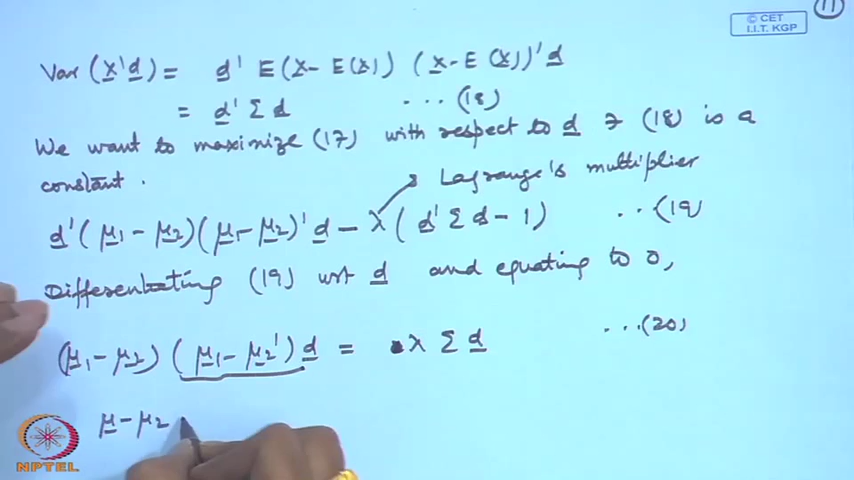 11
© CET
I.I.T. KGP
Var (x'd) = d' E(x - E(x)) (x - E(x))' d
= d' Σ d ...(18)
We want to maximize (17) with respect to d ∋ (18) is a
constant.
Lagrange's multiplier
d'(μ1 - μ2)(μ1 - μ2)' d - λ(d' Σ d - 1) ...(19)
Differentiating (19) wrt d and equating to 0,
(μ1 - μ2) (μ1 - μ2') d = λ Σ d ...(20)
μ - μ2
NPTEL